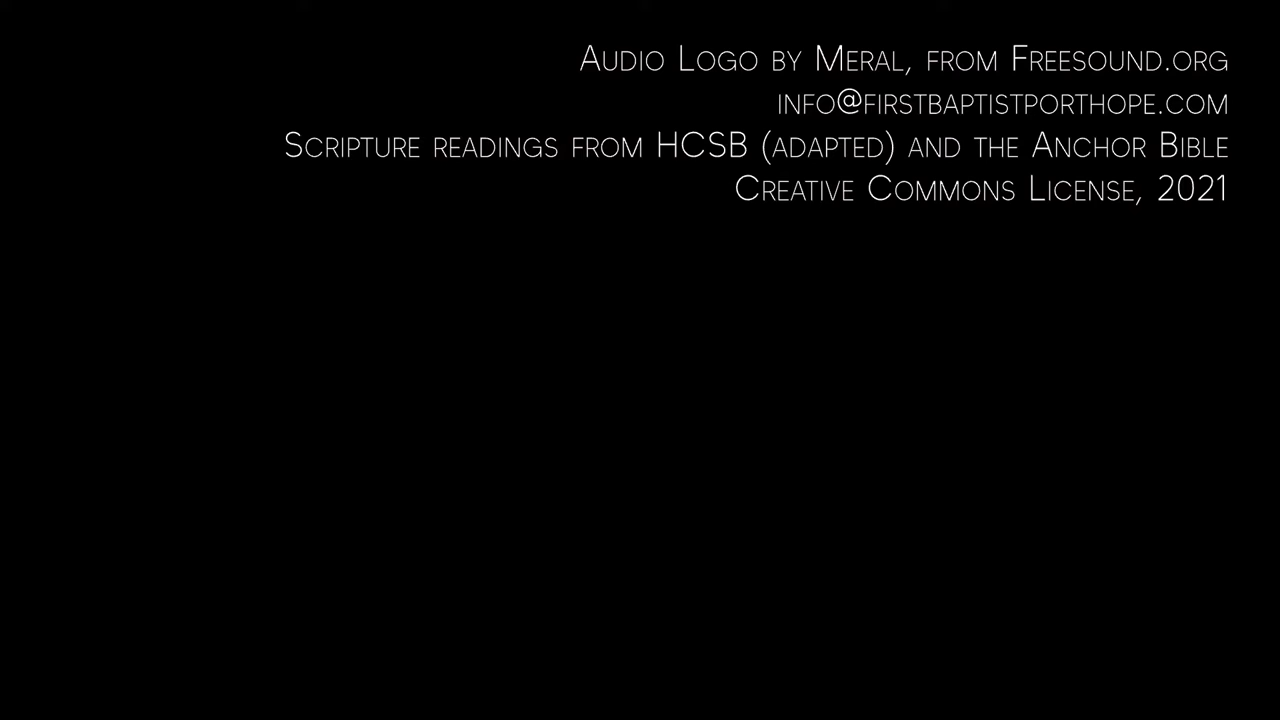 Audio Logo by Meral, from Freesound.org
info@firstbaptistporthope.com
Scripture readings from HCSB (adapted) and the Anchor Bible
Creative Commons License, 2021